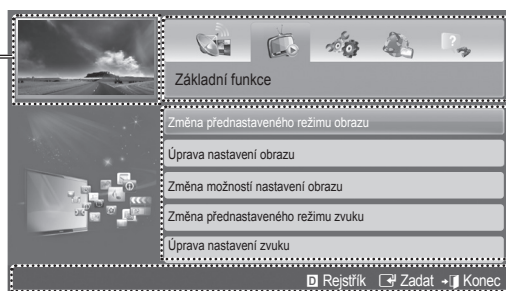 Základní funkce
Změna přednastaveného režimu obrazu
Úprava nastavení obrazu
Změna možností nastavení obrazu
Změna přednastaveného režimu zvuku
Úprava nastavení zvuku
D Rejstřík Zadat Konec